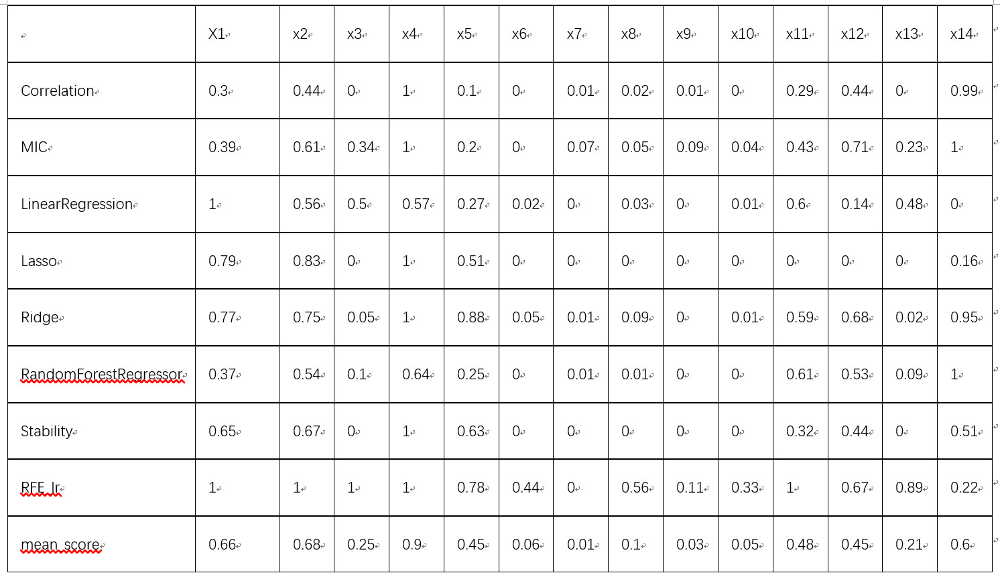 X1 x2 x3 x4 x5 x6 x7 x8 x9 x10 x11 x12 x13 x14
Correlation 0.3 0.44 0 1 0.1 0 0.01 0.02 0.01 0 0.29 0.44 0 0.99
MIC 0.39 0.61 0.34 1 0.2 0 0.07 0.05 0.09 0.04 0.43 0.71 0.23 1
LinearRegression 1 0.56 0.5 0.57 0.27 0.02 0 0.03 0 0.01 0.6 0.14 0.48 0
Lasso 0.79 0.83 0 1 0.51 0 0 0 0 0 0 0 0 0.16
Ridge 0.77 0.75 0.05 1 0.88 0.05 0.01 0.09 0 0.01 0.59 0.68 0.02 0.95
RandomForestRegressor 0.37 0.54 0.1 0.64 0.25 0 0.01 0.01 0 0 0.61 0.53 0.09 1
Stability 0.65 0.67 0 1 0.63 0 0 0 0 0 0.32 0.44 0 0.51
RFE_lr 1 1 1 1 0.78 0.44 0 0.56 0.11 0.33 1 0.67 0.89 0.22
mean_score 0.66 0.68 0.25 0.9 0.45 0.06 0.01 0.1 0.03 0.05 0.48 0.45 0.21 0.6